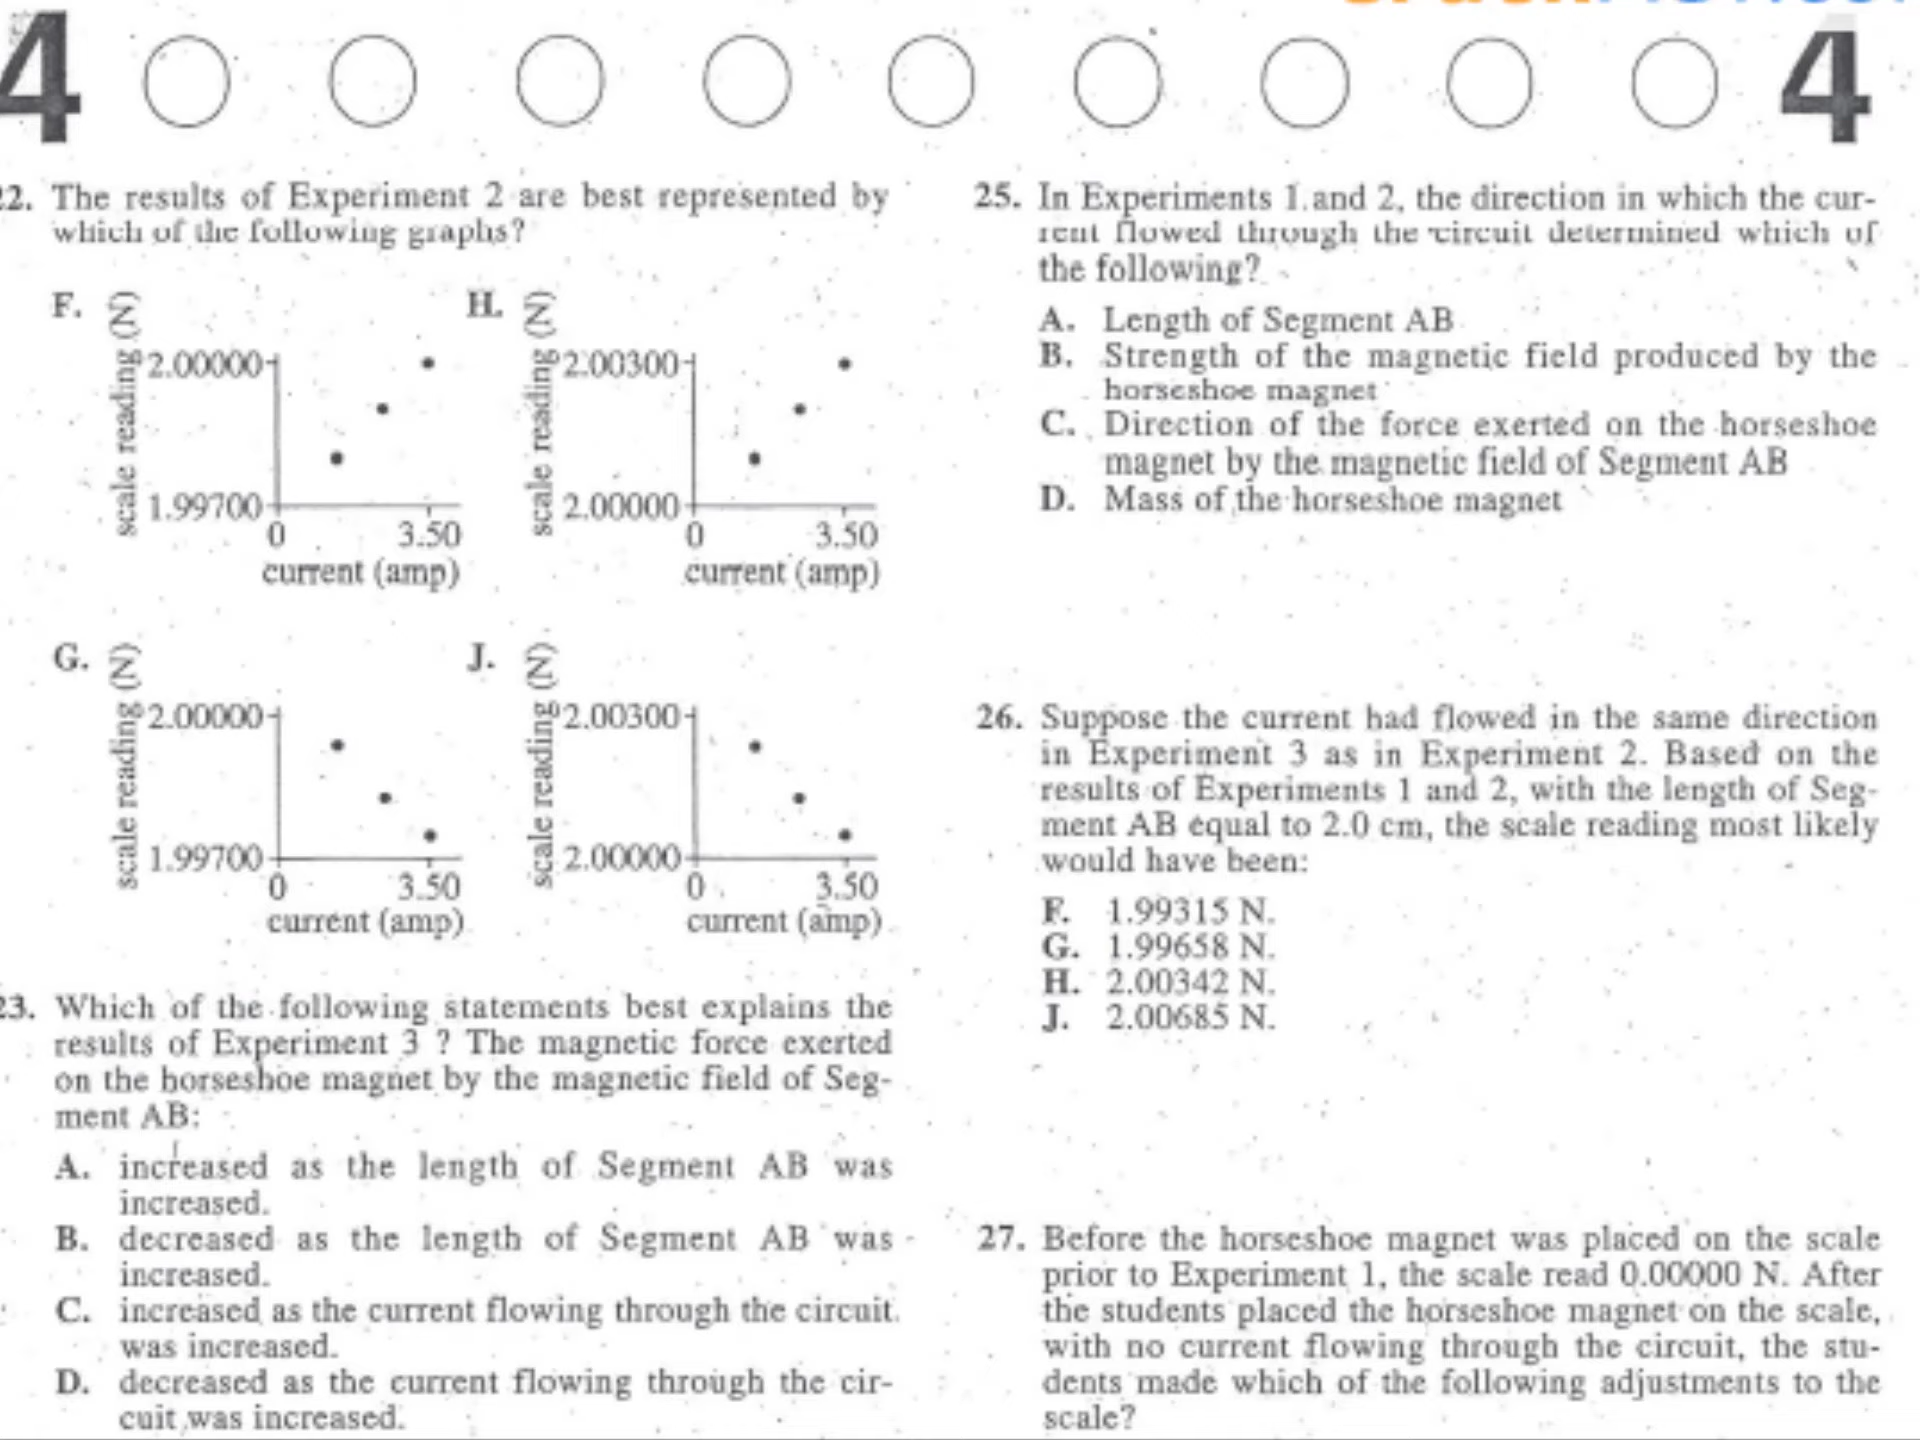 4 4
22. The results of Experiment 2 are best represented by
which of the following graphs?
F.
scale reading (N)
2.00000
1.99700
0 3.50
current (amp)
H.
scale reading (N)
2.00300
2.00000
0 3.50
current (amp)
G.
scale reading (N)
2.00000
1.99700
0 3.50
current (amp)
J.
scale reading (N)
2.00300
2.00000
0 3.50
current (amp)
23. Which of the following statements best explains the
results of Experiment 3 ? The magnetic force exerted
on the horseshoe magnet by the magnetic field of Seg-
ment AB:
A. increased as the length of Segment AB was
increased.
B. decreased as the length of Segment AB was
increased.
C. increased as the current flowing through the circuit
was increased.
D. decreased as the current flowing through the cir-
cuit was increased.
25. In Experiments 1 and 2, the direction in which the cur-
rent flowed through the circuit determined which of
the following?
A. Length of Segment AB
B. Strength of the magnetic field produced by the
horseshoe magnet
C. Direction of the force exerted on the horseshoe
magnet by the magnetic field of Segment AB
D. Mass of the horseshoe magnet
26. Suppose the current had flowed in the same direction
in Experiment 3 as in Experiment 2. Based on the
results of Experiments 1 and 2, with the length of Seg-
ment AB equal to 2.0 cm, the scale reading most likely
would have been:
F. 1.99315 N.
G. 1.99658 N.
H. 2.00342 N.
J. 2.00685 N.
27. Before the horseshoe magnet was placed on the scale
prior to Experiment 1, the scale read 0.00000 N. After
the students placed the horseshoe magnet on the scale,
with no current flowing through the circuit, the stu-
dents made which of the following adjustments to the
scale?